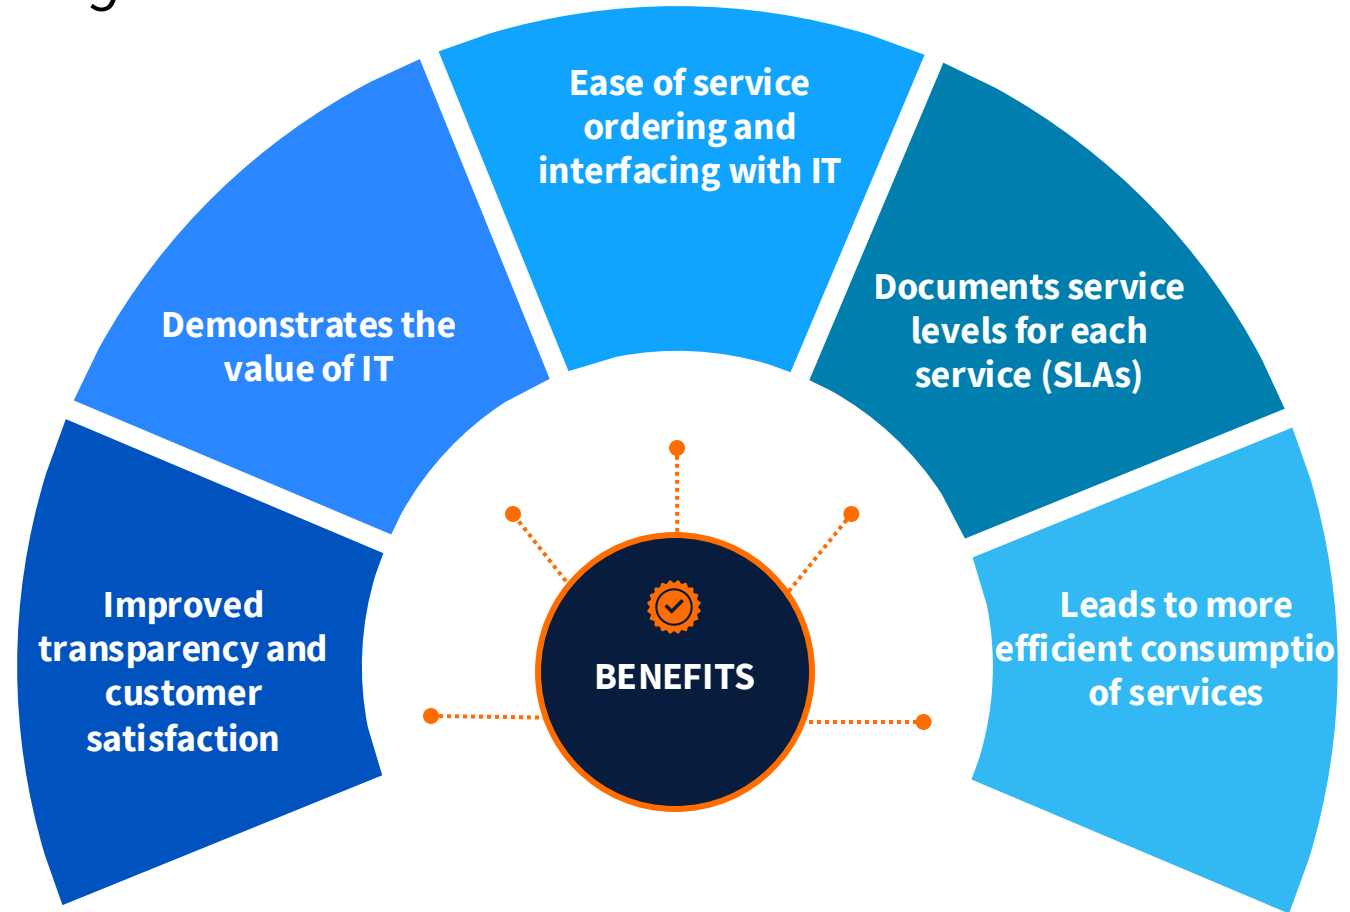 Improved
transparency and
customer
satisfaction
Demonstrates the
value of IT
Ease of service
ordering and
interfacing with IT
Documents service
levels for each
service (SLAs)
Leads to more
efficient consumptio
of services
BENEFITS